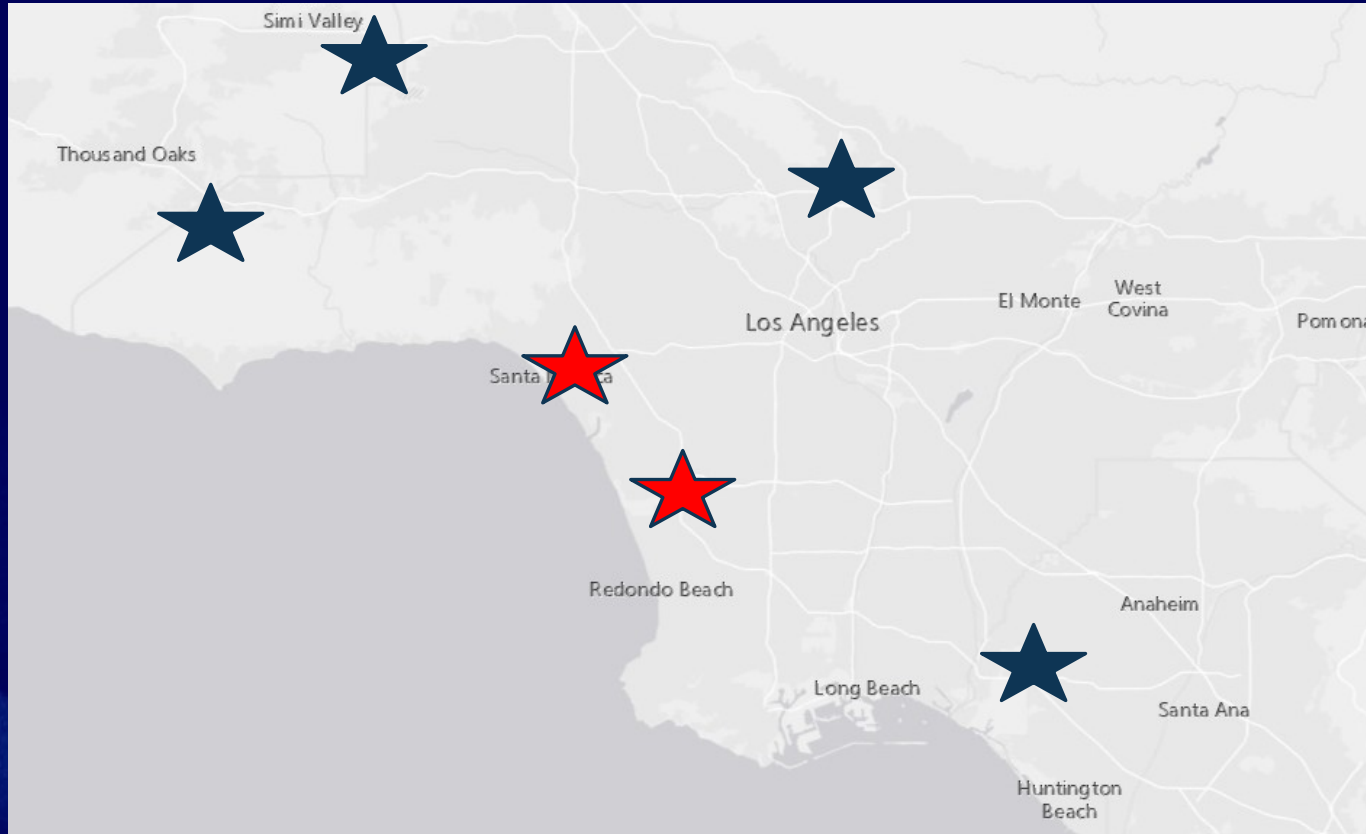 Simi Valley
Thousand Oaks
El Monte
West
Covina
Los Angeles
Pomona
Santa
Redondo Beach
Anaheim
Long Beach
Santa Ana
Huntington
Beach